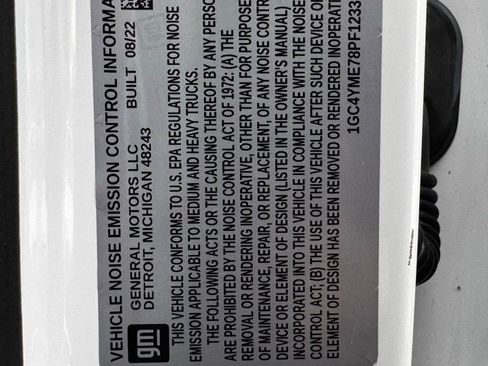 VEHICLE NOISE EMISSION CONTROL INFORMA
gm
GENERAL MOTORS LLC BUILT 08/22
DETROIT, MICHIGAN 48243
THIS VEHICLE CONFORMS TO U.S. EPA REGULATIONS FOR NOISE
EMISSION APPLICABLE TO MEDIUM AND HEAVY TRUCKS.
THE FOLLOWING ACTS OR THE CAUSING THEREOF BY ANY PERSO
ARE PROHIBITED BY THE NOISE CONTROL ACT OF 1972: (A) THE
REMOVAL OR RENDERING INOPERATIVE, OTHER THAN FOR PURPOSE
OF MAINTENANCE, REPAIR, OR REPLACEMENT, OF ANY NOISE CONTR
DEVICE OR ELEMENT OF DESIGN (LISTED IN THE OWNER'S MANUAL)
INCORPORATED INTO THIS VEHICLE IN COMPLIANCE WITH THE NOISE
CONTROL ACT; (B) THE USE OF THIS VEHICLE AFTER SUCH DEVICE OR
ELEMENT OF DESIGN HAS BEEN REMOVED OR RENDERED INOPERATIVE
1GC4YME78PF1233